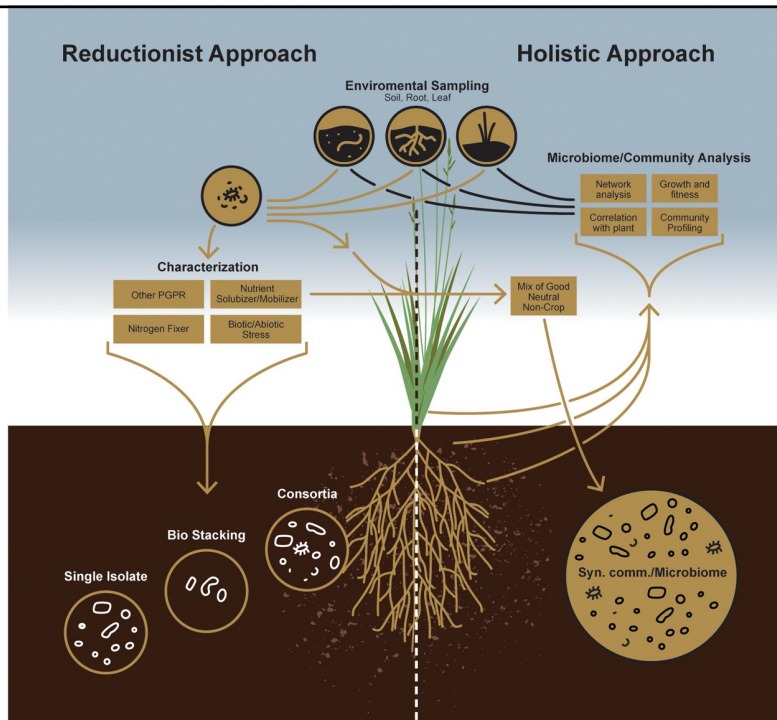 Reductionist Approach
Holistic Approach
Enviromental Sampling
Soil, Root, Leaf
Microbiome/Community Analysis
Network
analysis
Growth and
fitness
Correlation
with plant
Community
Profiling
Characterization
Other PGPR
Nutrient
Solubizer/Mobilizer
Nitrogen Fixer
Biotic/Abiotic
Stress
Mix of Good
Neutral
Non-Crop
Consortia
Bio Stacking
Single Isolate
Syn. comm./Microbiome